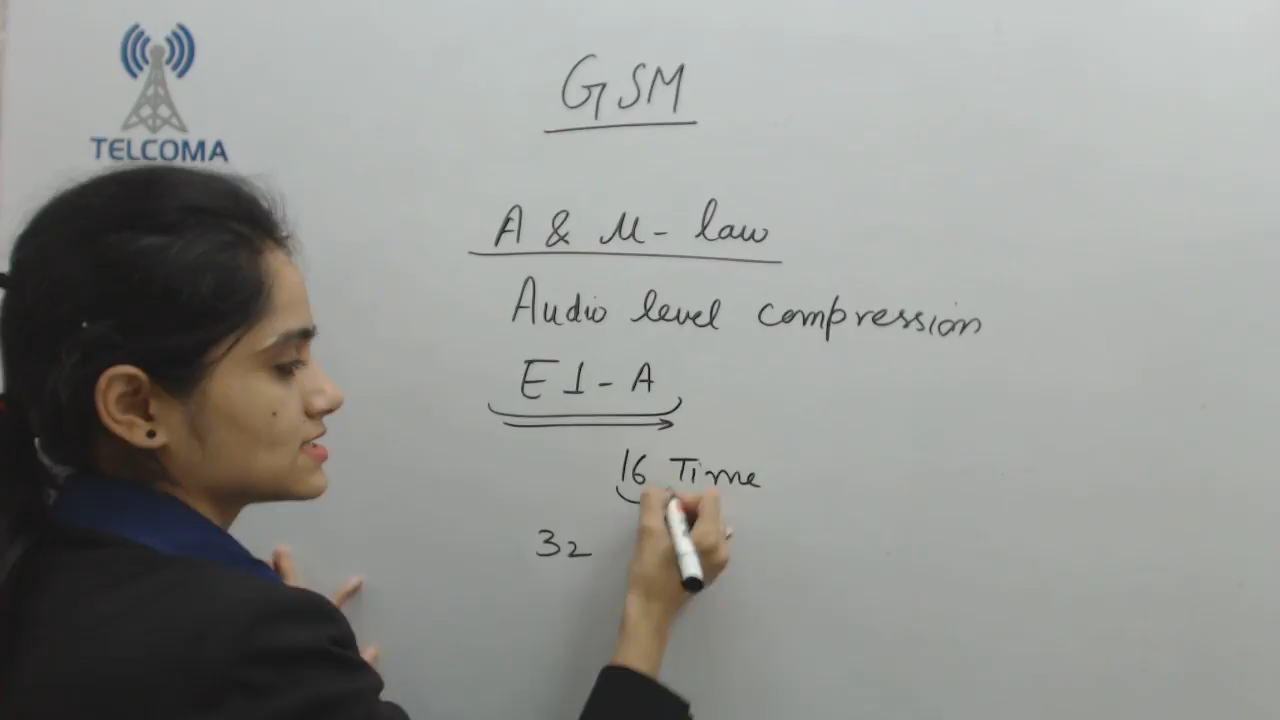 TELCOMA
GSM
A & M - law
Audio level compression
E1 - A
16 Time
32